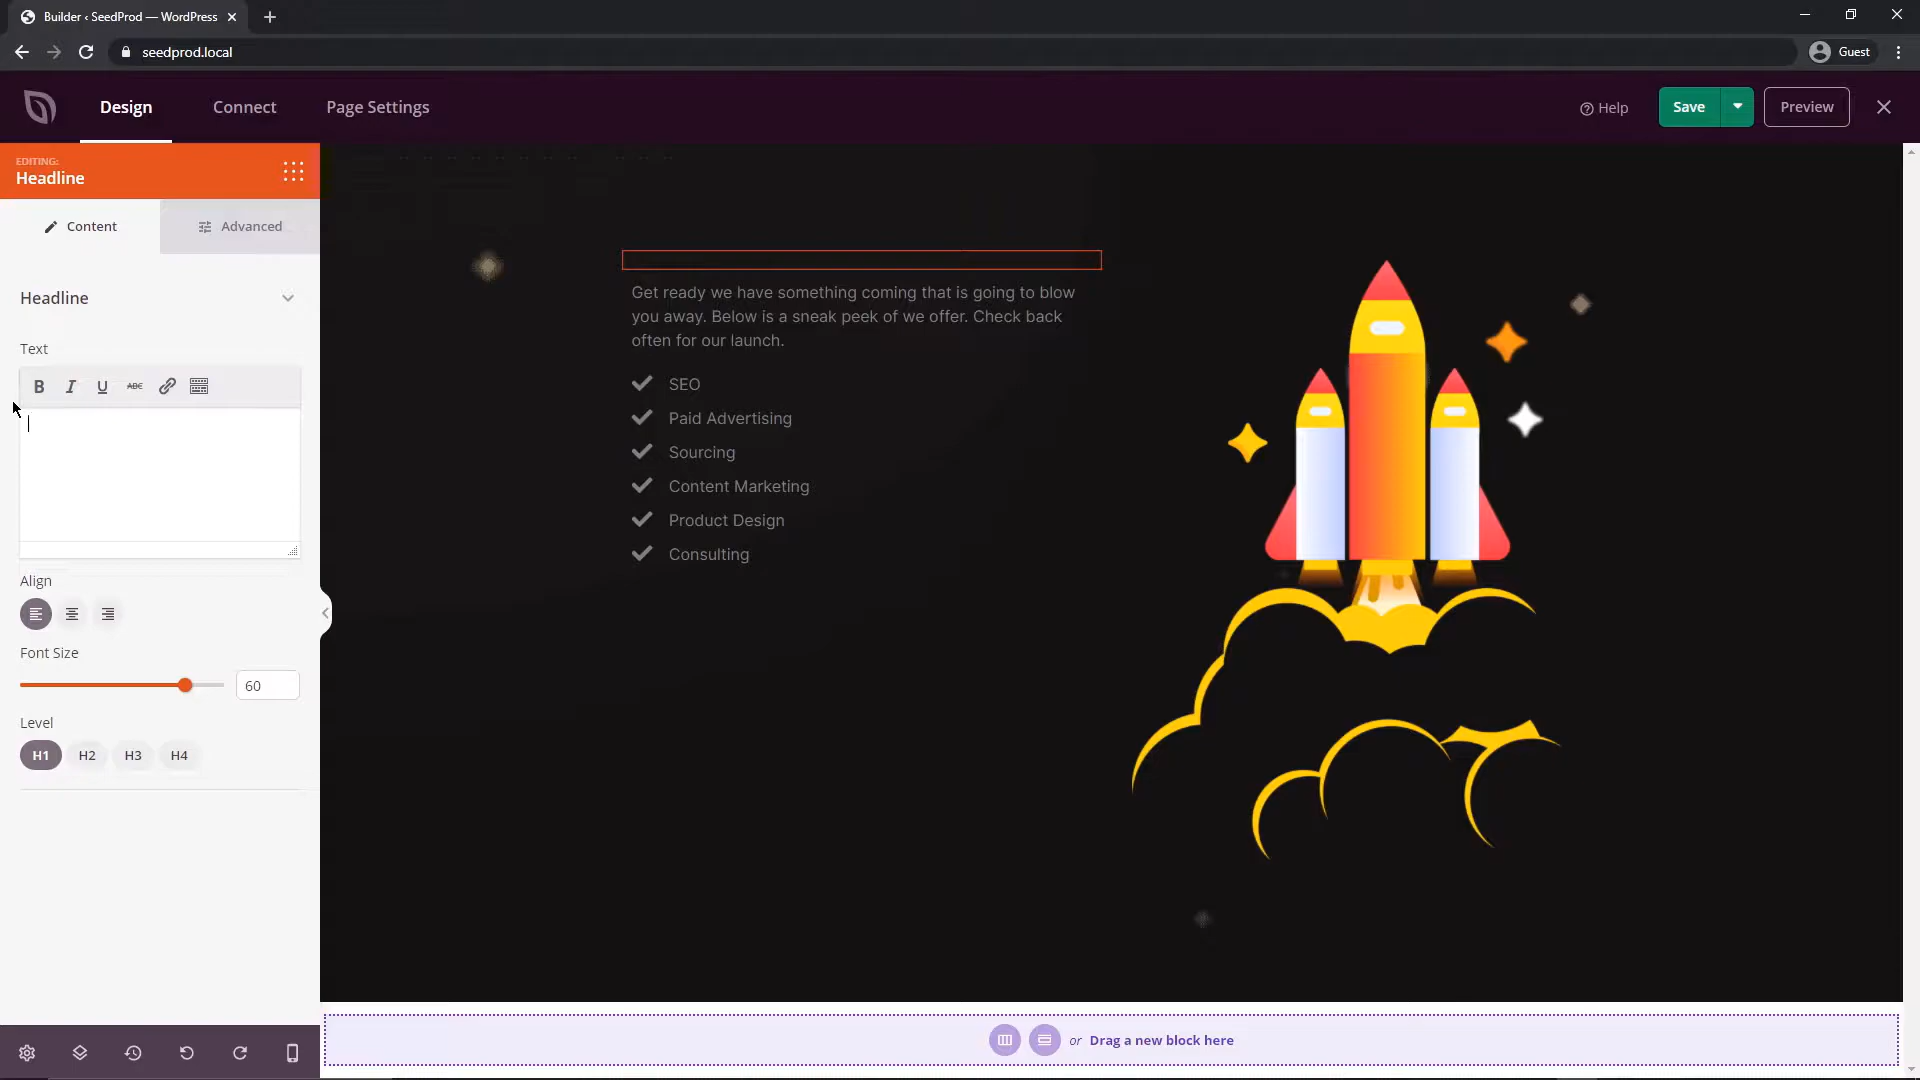 Builder ‹ SeedProd — WordPress
seedprod.local
Guest
Design
Connect
Page Settings
Help
Save
Preview
EDITING:
Headline
Content
Advanced
Headline
Text
B I U ABC
Align
Font Size
60
Level
H1 H2 H3 H4
Get ready we have something coming that is going to blow
you away. Below is a sneak peek of we offer. Check back
often for our launch.
SEO
Paid Advertising
Sourcing
Content Marketing
Product Design
Consulting
or Drag a new block here